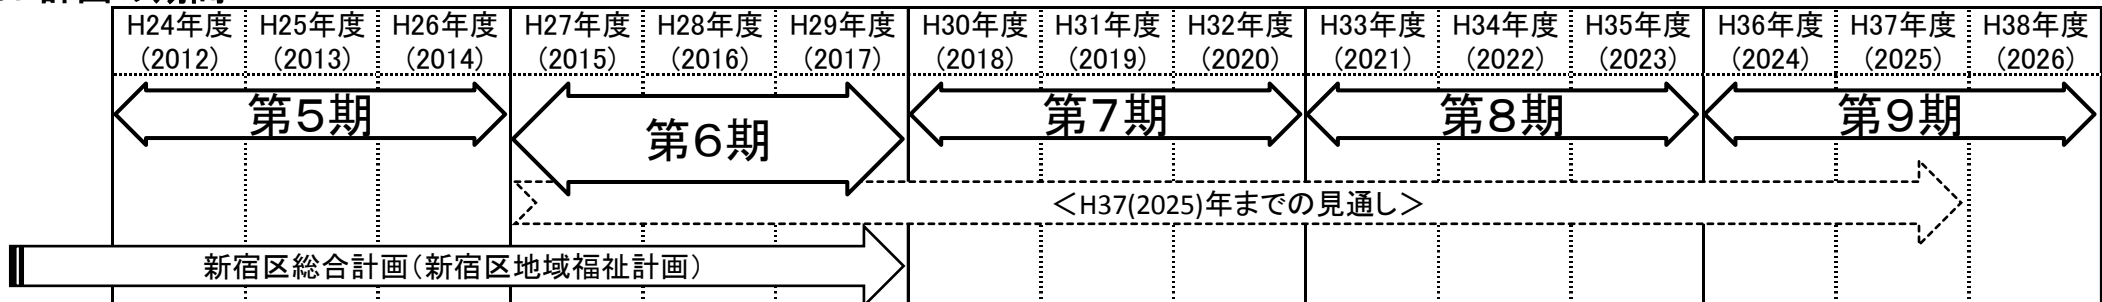 H24年度 H25年度 H26年度 H27年度 H28年度 H29年度 H30年度 H31年度 H32年度 H33年度 H34年度 H35年度 H36年度 H37年度 H38年度
（2012） （2013） （2014） （2015） （2016） （2017） （2018） （2019） （2020） （2021） （2022） （2023） （2024） （2025） （2026）
第５期 第６期 第７期 第８期 第９期
＜H37(2025)年までの見通し＞
新宿区総合計画（新宿区地域福祉計画）